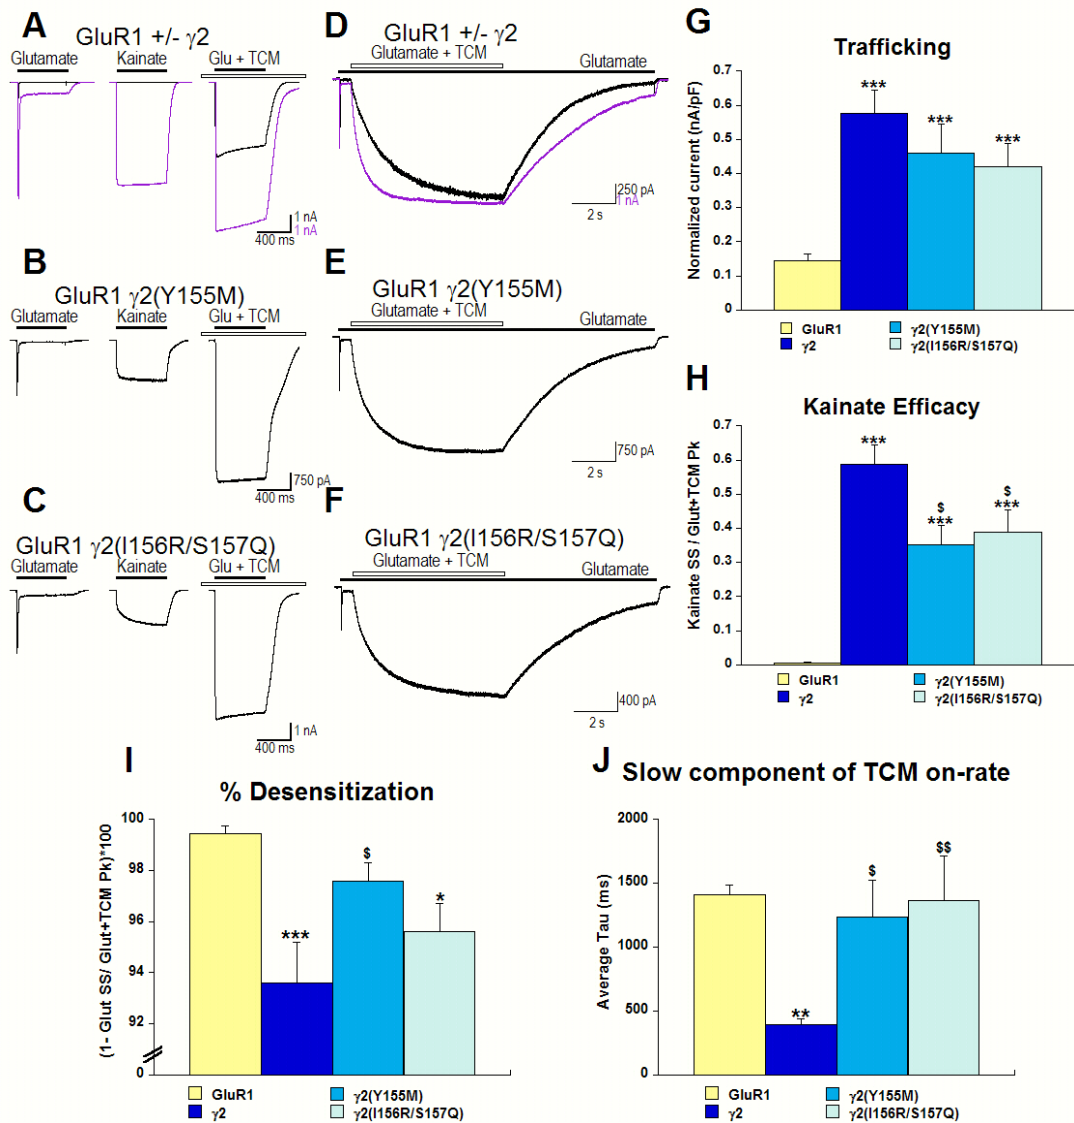 A
GluR1 +/- γ2
Glutamate
Kainate
Glu + TCM
1 nA
1 nA
400 ms
B
GluR1 γ2(Y155M)
Glutamate
Kainate
Glu + TCM
750 pA
400 ms
C
GluR1 γ2(I156R/S157Q)
Glutamate
Kainate
Glu + TCM
1 nA
400 ms
D
GluR1 +/- γ2
Glutamate + TCM
Glutamate
250 pA
1 nA
2 s
E
GluR1 γ2(Y155M)
Glutamate + TCM
Glutamate
750 pA
2 s
F
GluR1 γ2(I156R/S157Q)
Glutamate + TCM
Glutamate
400 pA
2 s
G
Trafficking
Normalized current (nA/pF)
0.7
0.6
0.5
0.4
0.3
0.2
0.1
0
***
***
***
GluR1
γ2
γ2(Y155M)
γ2(I156R/S157Q)
H
Kainate Efficacy
Kainate SS / Glut+TCM Pk
0.7
0.6
0.5
0.4
0.3
0.2
0.1
0
***
$
***
$
***
GluR1
γ2
γ2(Y155M)
γ2(I156R/S157Q)
I
% Desensitization
(1- Glut SS/ Glut+TCM Pk)*100
100
98
96
94
92
0
***
$
*
GluR1
γ2
γ2(Y155M)
γ2(I156R/S157Q)
J
Slow component of TCM on-rate
Average Tau (ms)
2000
1500
1000
500
0
**
$
$$
GluR1
γ2
γ2(Y155M)
γ2(I156R/S157Q)